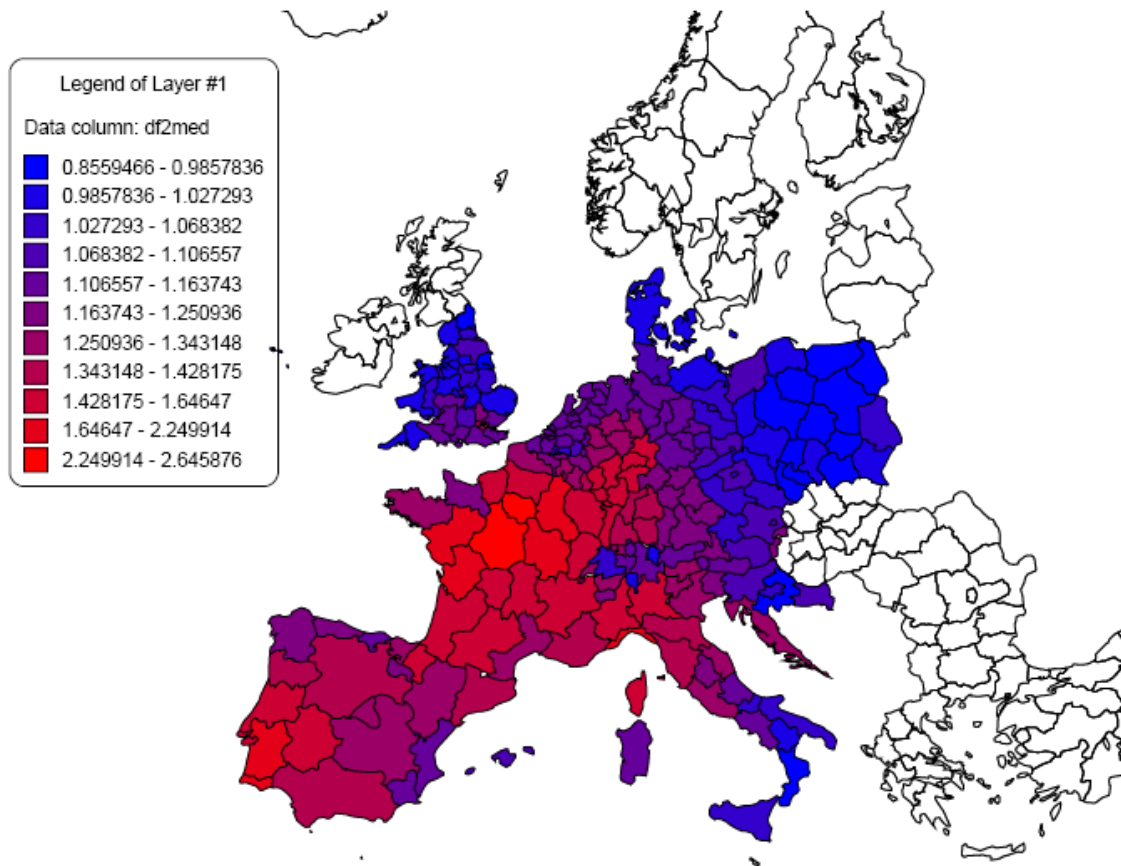 Legend of Layer #1
Data column: df2med
0.8559466 - 0.9857836
0.9857836 - 1.027293
1.027293 - 1.068382
1.068382 - 1.106557
1.106557 - 1.163743
1.163743 - 1.250936
1.250936 - 1.343148
1.343148 - 1.428175
1.428175 - 1.64647
1.64647 - 2.249914
2.249914 - 2.645876